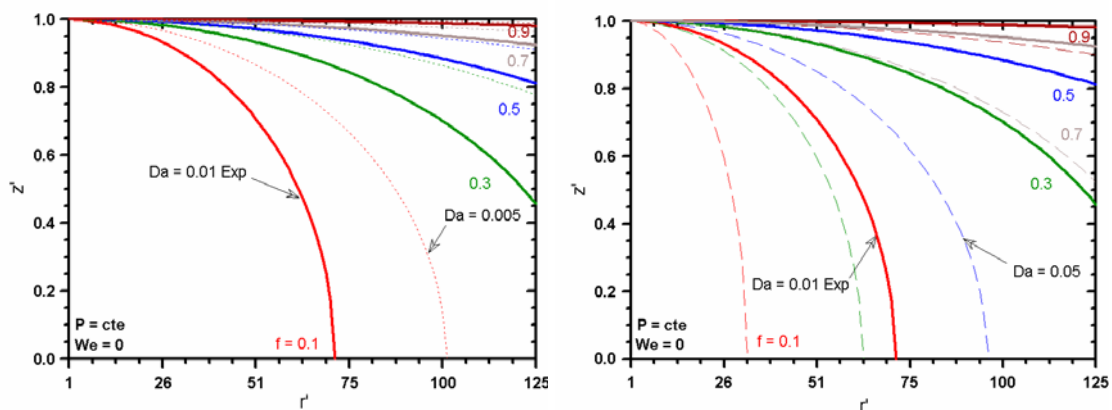 1.0
0.8
0.6
0.4
0.2
0.0
z'
0.9
0.7
0.5
0.3
Da = 0.01 Exp
Da = 0.005
P = cte
We = 0
f = 0.1
1
26
51
75
100
125
r'
1.0
0.8
0.6
0.4
0.2
0.0
z'
0.9
0.5
0.7
0.3
Da = 0.05
Da = 0.01 Exp
P = cte
We = 0
f = 0.1
1
26
51
75
100
125
r'